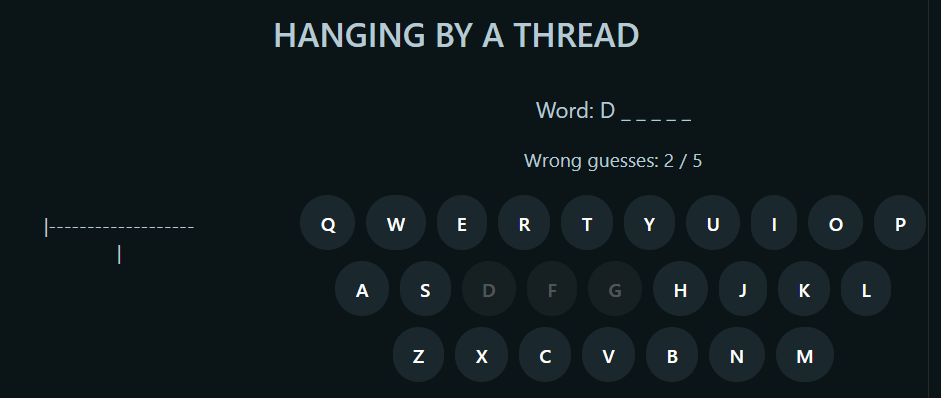 HANGING BY A THREAD
Word: D _ _ _ _ _
Wrong guesses: 2 / 5
|-------------------
|
Q W E R T Y U I O P
A S D F G H J K L
Z X C V B N M